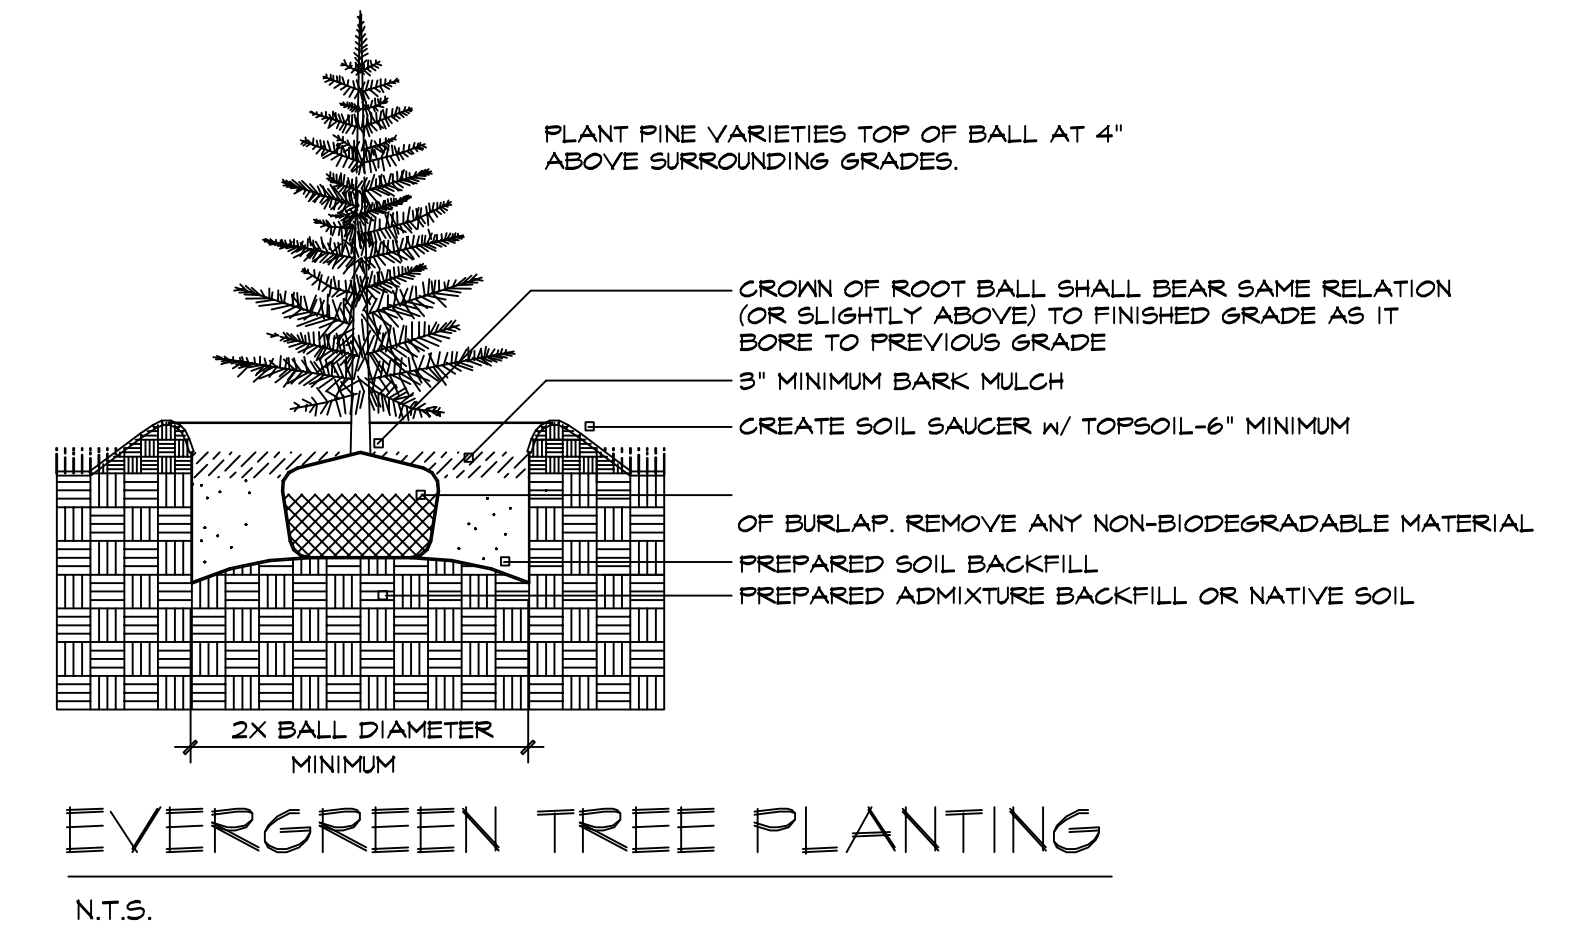 PLANT PINE VARIETIES TOP OF BALL AT 4"
ABOVE SURROUNDING GRADES.
CROWN OF ROOT BALL SHALL BEAR SAME RELATION
(OR SLIGHTLY ABOVE) TO FINISHED GRADE AS IT
BORE TO PREVIOUS GRADE
3" MINIMUM BARK MULCH
CREATE SOIL SAUCER W/ TOPSOIL-6" MINIMUM
OF BURLAP. REMOVE ANY NON-BIODEGRADABLE MATERIAL
PREPARED SOIL BACKFILL
PREPARED ADMIXTURE BACKFILL OR NATIVE SOIL
2X BALL DIAMETER
MINIMUM
EVERGREEN TREE PLANTING
N.T.S.